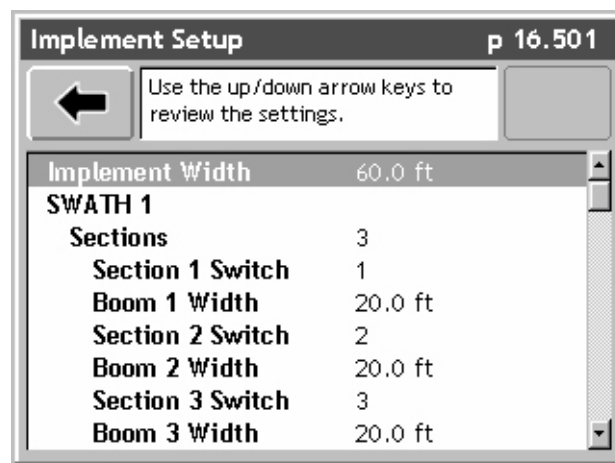 Implement Setup p 16.501
Use the up/down arrow keys to
review the settings.
Implement Width 60.0 ft
SWATH 1
Sections 3
Section 1 Switch 1
Boom 1 Width 20.0 ft
Section 2 Switch 2
Boom 2 Width 20.0 ft
Section 3 Switch 3
Boom 3 Width 20.0 ft